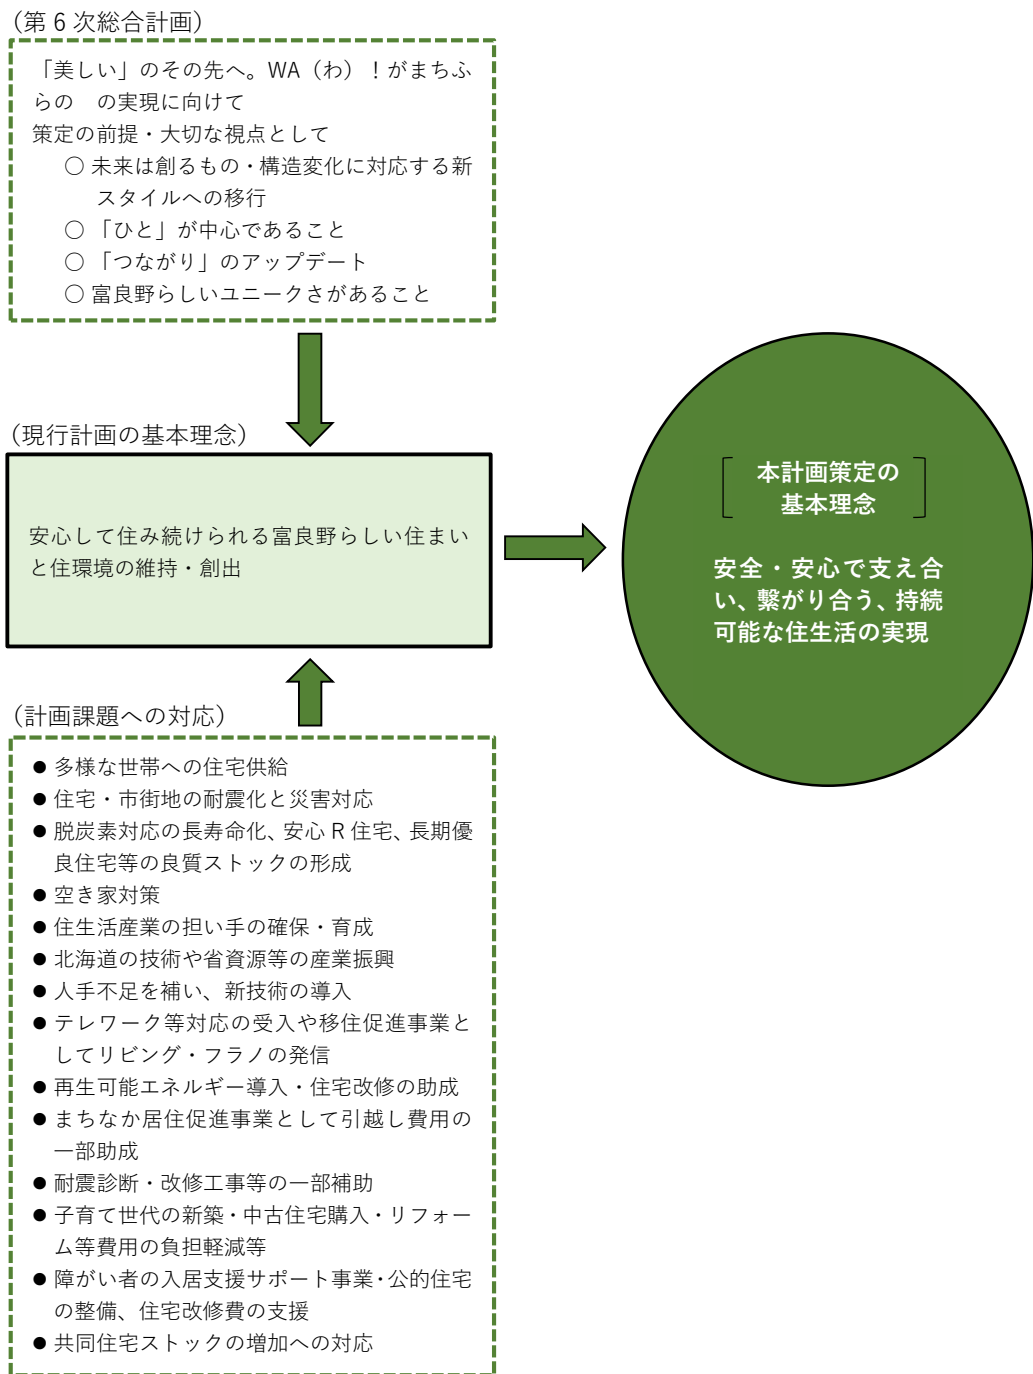 （第 6 次総合計画）
「美しい」のその先へ。WA（わ）！がまちふ
らの　の実現に向けて
策定の前提・大切な視点として
○ 未来は創るもの・構造変化に対応する新
スタイルへの移行
○ 「ひと」が中心であること
○ 「つながり」のアップデート
○ 富良野らしいユニークさがあること
（現行計画の基本理念）
安心して住み続けられる富良野らしい住まい
と住環境の維持・創出
本計画策定の
基本理念
安全・安心で支え合
い、繋がり合う、持続
可能な住生活の実現
（計画課題への対応）
● 多様な世帯への住宅供給
● 住宅・市街地の耐震化と災害対応
● 脱炭素対応の長寿命化、安心 R 住宅、長期優
良住宅等の良質ストックの形成
● 空き家対策
● 住生活産業の担い手の確保・育成
● 北海道の技術や省資源等の産業振興
● 人手不足を補い、新技術の導入
● テレワーク等対応の受入や移住促進事業と
してリビング・フラノの発信
● 再生可能エネルギー導入・住宅改修の助成
● まちなか居住促進事業として引越し費用の
一部助成
● 耐震診断・改修工事等の一部補助
● 子育て世代の新築・中古住宅購入・リフォー
ム等費用の負担軽減等
● 障がい者の入居支援サポート事業・公的住宅
の整備、住宅改修費の支援
● 共同住宅ストックの増加への対応